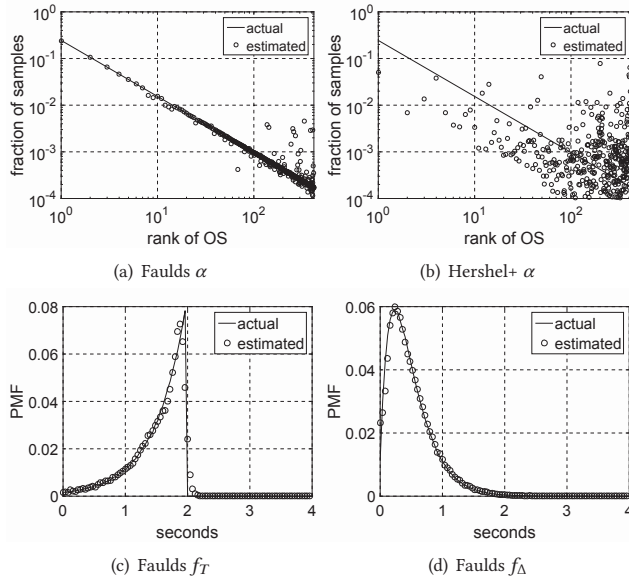 actual
estimated
fraction of samples
10^0
10^-1
10^-2
10^-3
10^-4
10^0
10^1
10^2
rank of OS
(a) Faulds α
actual
estimated
fraction of samples
10^0
10^-1
10^-2
10^-3
10^-4
10^0
10^1
10^2
rank of OS
(b) Hershel+ α
actual
estimated
PMF
0.08
0.06
0.04
0.02
0
0 1 2 3 4
seconds
(c) Faulds f_T
actual
estimated
PMF
0.06
0.04
0.02
0
0 1 2 3 4
seconds
(d) Faulds f_Δ